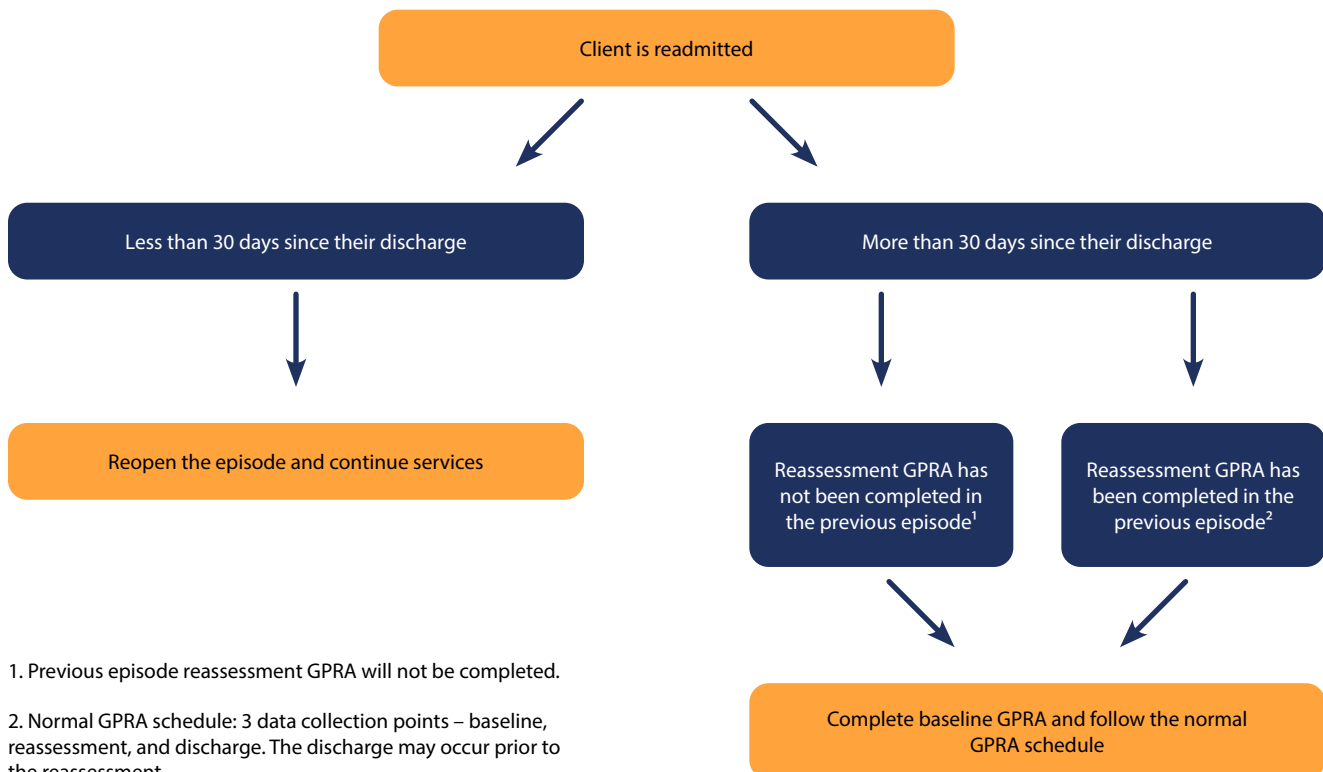 Client is readmitted
Less than 30 days since their discharge
More than 30 days since their discharge
Reopen the episode and continue services
Reassessment GPRA has
not been completed in
the previous episode¹
Reassessment GPRA has
been completed in the
previous episode²
1. Previous episode reassessment GPRA will not be completed.
2. Normal GPRA schedule: 3 data collection points – baseline,
reassessment, and discharge. The discharge may occur prior to
the reassessment
Complete baseline GPRA and follow the normal
GPRA schedule